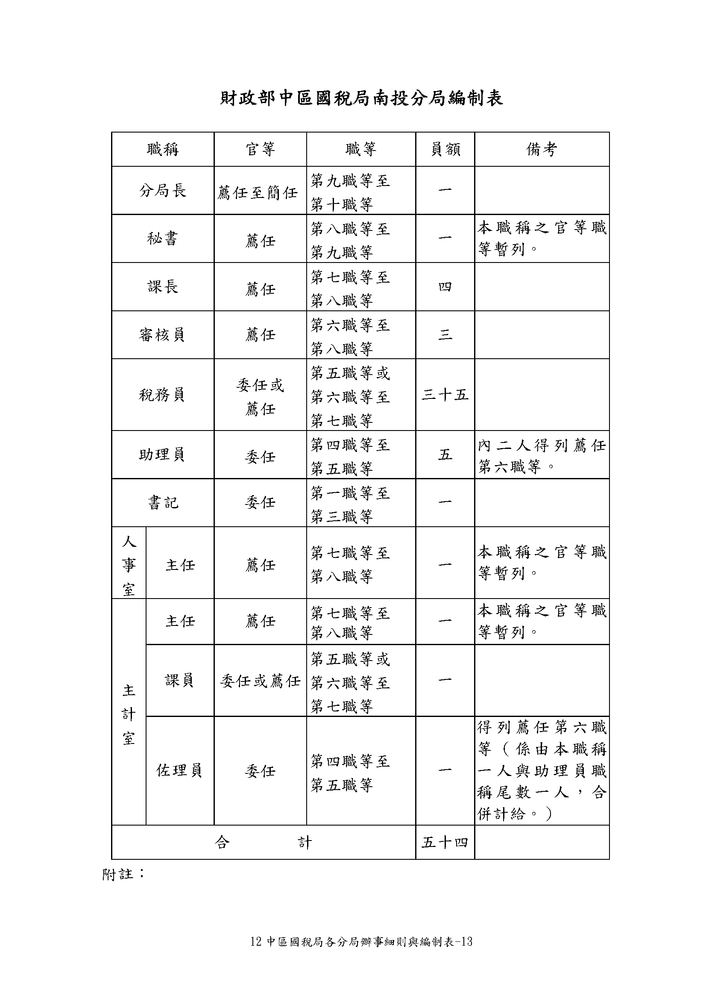 財政部中區國稅局南投分局編制表
職稱 官等 職等 員額 備考
分局長 薦任至簡任 第九職等至 一
第十職等
秘書 薦任 第八職等至 一 本職稱之官等職
第九職等 等暫列。
課長 薦任 第七職等至 四
第八職等
審核員 薦任 第六職等至 三
第八職等
稅務員 委任或 第五職等或 三十五
薦任 第六職等至
第七職等
助理員 委任 第四職等至 五 內二人得列薦任
第五職等 第六職等。
書記 委任 第一職等至 一
第三職等
人事室 主任 薦任 第七職等至 一 本職稱之官等職
第八職等 等暫列。
主計室 主任 薦任 第七職等至 一 本職稱之官等職
第八職等 等暫列。
課員 委任或薦任 第五職等或 一
第六職等至
第七職等
佐理員 委任 第四職等至 一 得列薦任第六職
第五職等 等（係由本職稱
一人與助理員職
稱尾數一人，合
併計給。）
合計 五十四
附註：
12 中區國稅局各分局辦事細則與編制表-13